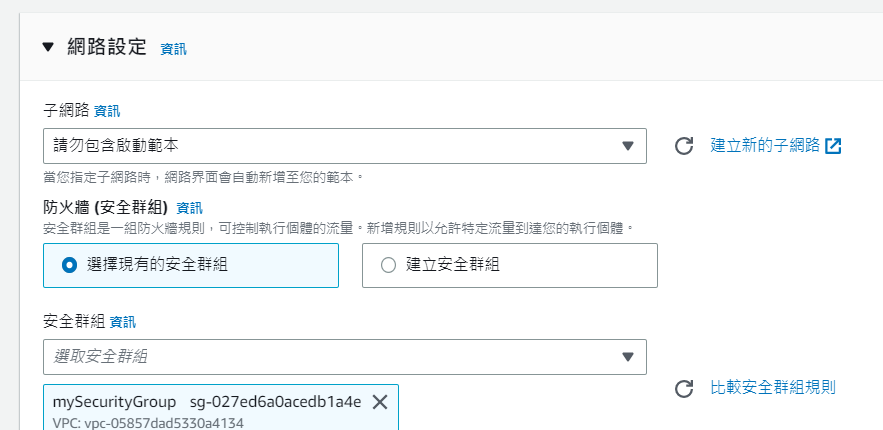 網路設定 資訊
子網路 資訊
請勿包含啟動範本
建立新的子網路
當您指定子網路時，網路界面會自動新增至您的範本。
防火牆 (安全群組) 資訊
安全群組是一組防火牆規則，可控制執行個體的流量。新增規則以允許特定流量到達您的執行個體。
選擇現有的安全群組
建立安全群組
安全群組 資訊
選取安全群組
比較安全群組規則
mySecurityGroup sg-027ed6a0acedb1a4e
VPC: vpc-05857dad5330a4134